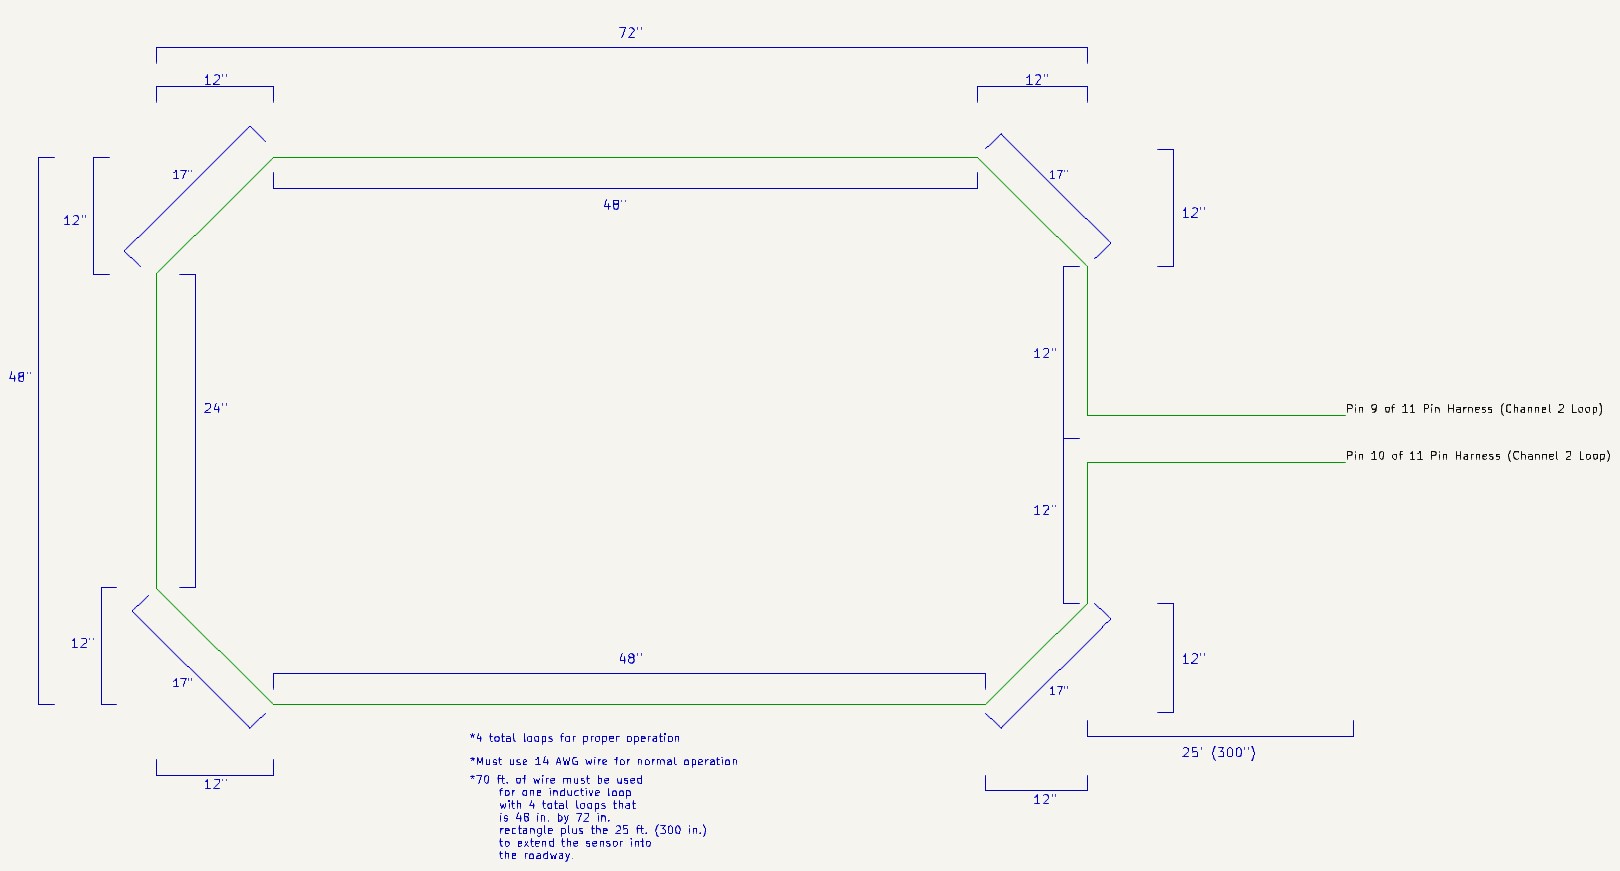 72"
12"
12"
17"
17"
12"
12"
48"
48"
12"
24"
Pin 9 of 11 Pin Harness (Channel 2 Loop)
Pin 10 of 11 Pin Harness (Channel 2 Loop)
12"
12"
48"
12"
17"
17"
*4 total loops for proper operation
25' (300")
*Must use 14 AWG wire for normal operation
*70 ft. of wire must be used
for one inductive loop
with 4 total loops that
is 48 in. by 72 in.
rectangle plus the 25 ft. (300 in.)
to extend the sensor into
the roadway.
12"
12"